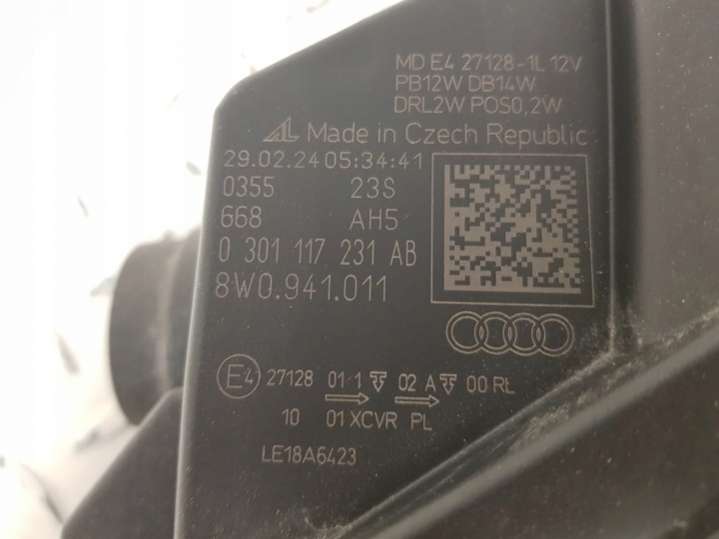 MD E4 27128-1L 12V
PB12W DB14W
DRL2W POS0,2W
AL Made in Czech Republic
29.02.24 05:34:41
0355 23S
668 AH5
0 301 117 231 AB
8W0.941.011
E4 27128 01 1 02 A 00 RL
10 01 XCVR PL
LE18A6423